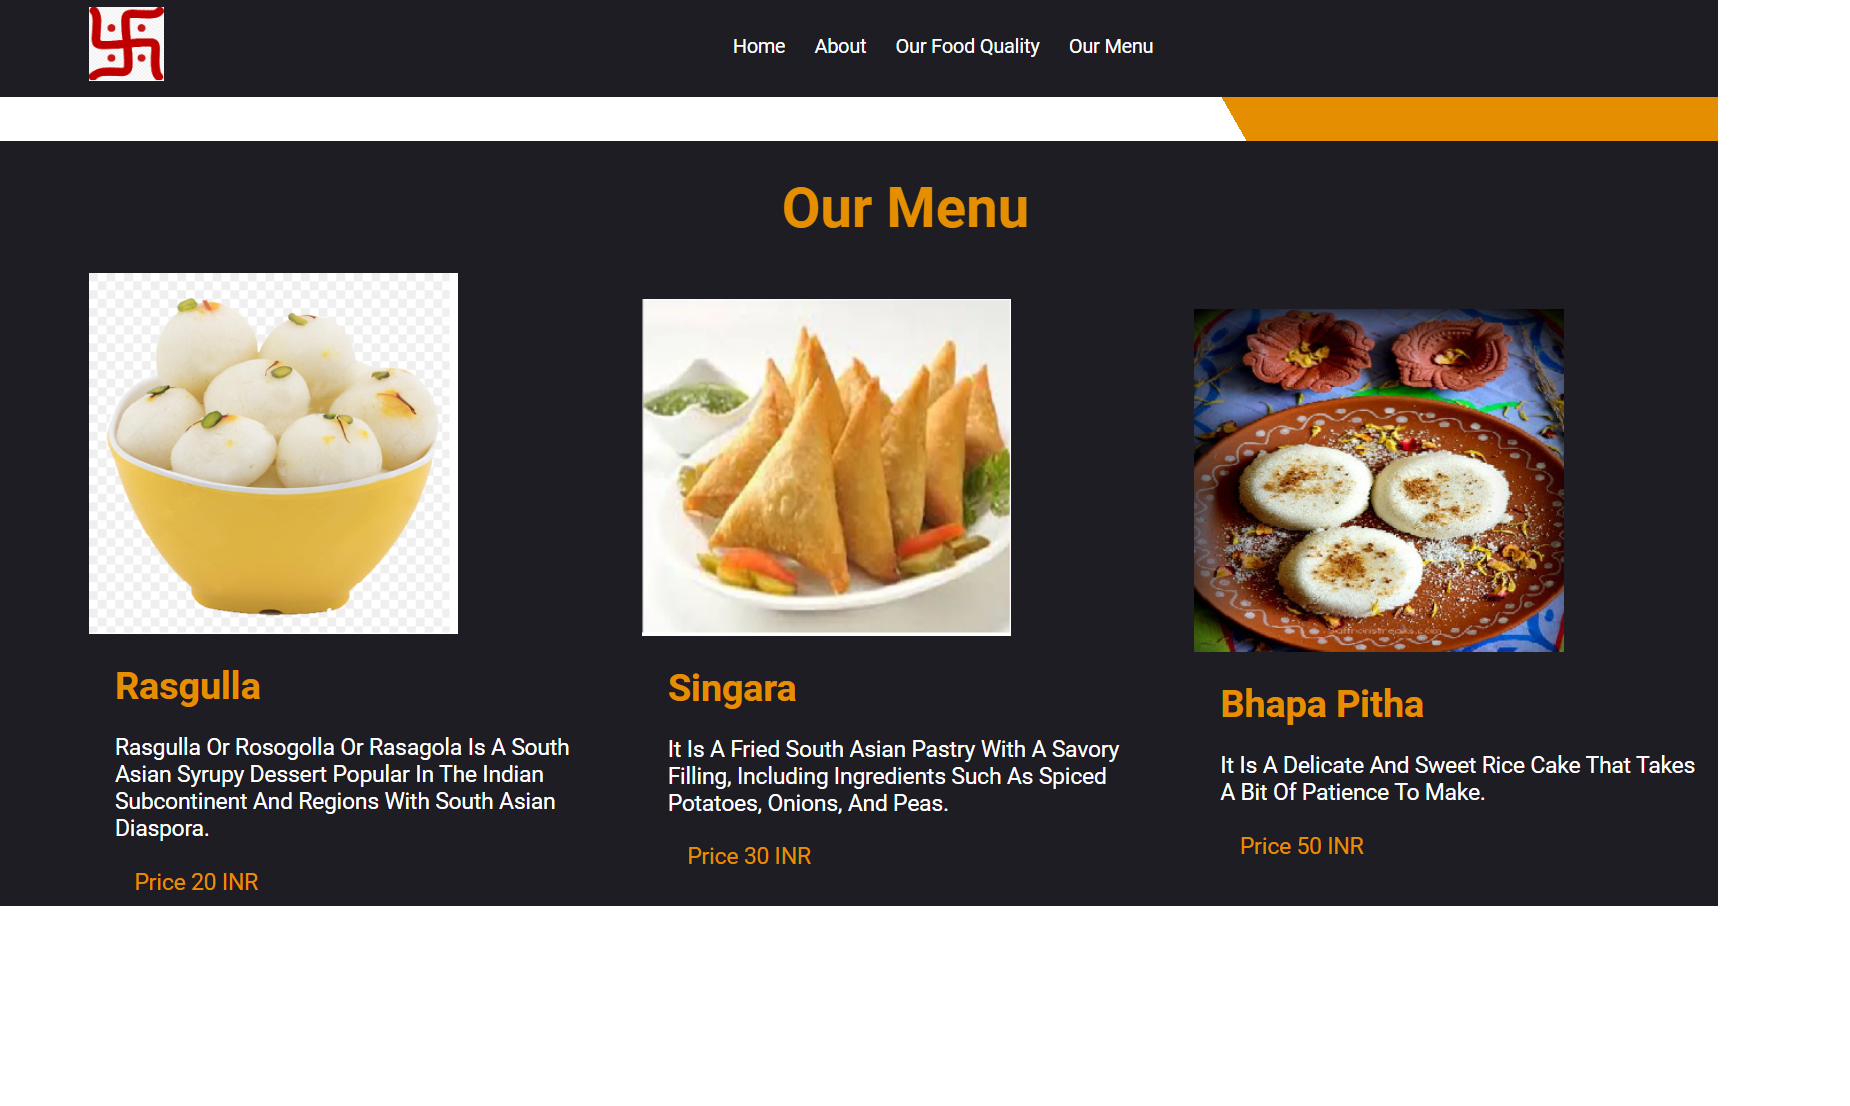 Home About Our Food Quality Our Menu
Our Menu
Rasgulla
Rasgulla Or Rosogolla Or Rasagola Is A South
Asian Syrupy Dessert Popular In The Indian
Subcontinent And Regions With South Asian
Diaspora.
Price 20 INR
Singara
It Is A Fried South Asian Pastry With A Savory
Filling, Including Ingredients Such As Spiced
Potatoes, Onions, And Peas.
Price 30 INR
Bhapa Pitha
It Is A Delicate And Sweet Rice Cake That Takes
A Bit Of Patience To Make.
Price 50 INR